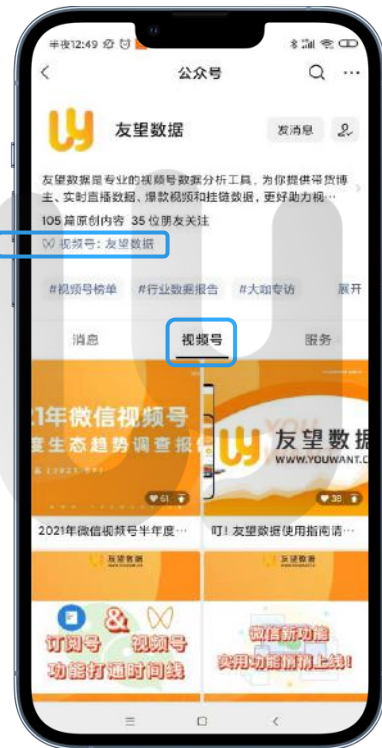 半夜12:49
公众号
友望数据
发消息
友望数据是专业的视频号数据分析工具，为你提供带货博
主、实时直播数据、爆款视频和挂链数据，更好助力视…
105 篇原创内容 35 位朋友关注
视频号: 友望数据
#视频号榜单 #行业数据报告 #大咖专访 展开
消息 视频号 服务
1年微信视频号
度生态趋势调查报
友望数据
WWW.YOUWANT.C
61
38
2021年微信视频号半年度…
叮! 友望数据使用指南请…
友望数据
友望数据
订阅号 & 视频号
功能打通时间线
微信新功能
实用功能悄悄上线!